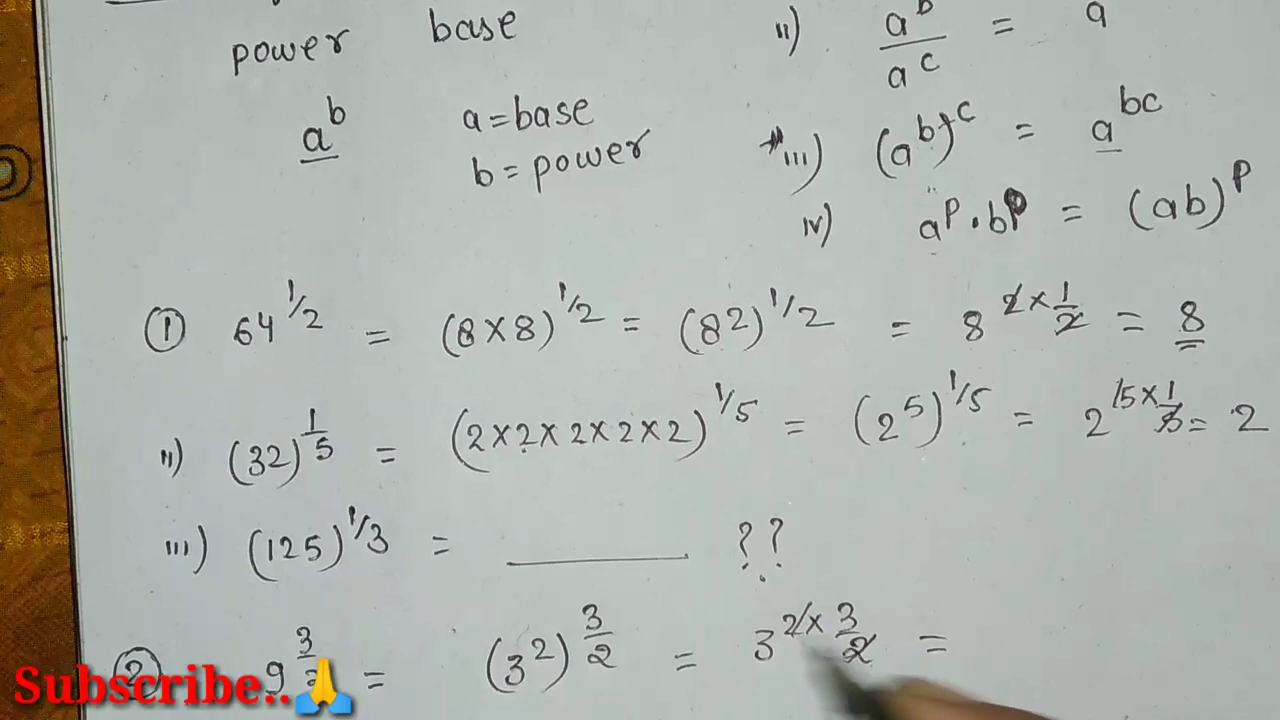 power base
ii) a^b / a^c = a
a^b a = base
b = power
*iii) (a^b)^c = a^bc
iv) a^p . b^p = (ab)^p
① 64^1/2 = (8×8)^1/2 = (8^2)^1/2 = 8^2×1/2 = 8
ii) (32)^1/5 = (2×2×2×2×2)^1/5 = (2^5)^1/5 = 2^5×1/5 = 2
iii) (125)^1/3 = ______ ??
② 9^3/2 = (3^2)^3/2 = 3^2×3/2 =
Subscribe..🙏